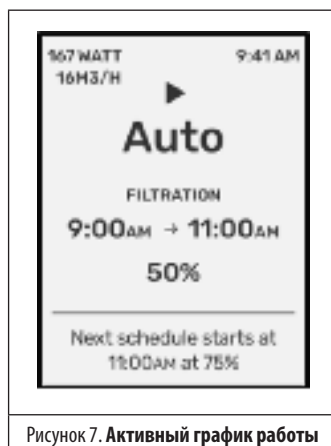 167 WATT 9:41 AM
16M3/H
Auto
FILTRATION
9:00AM → 11:00AM
50%
Next schedule starts at
11:00AM at 75%
Рисунок 7. Активный график работы